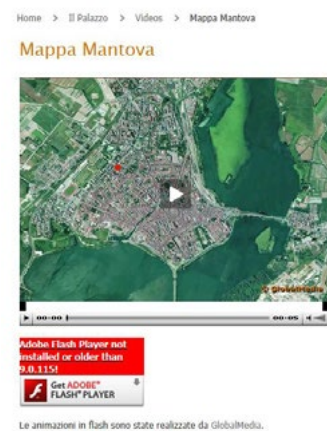 Home > Il Palazzo > Videos > Mappa Mantova
Mappa Mantova
© GlobalMedia
00:00
00:05
Adobe Flash Player not
installed or older than
9.0.115!
Get ADOBE®
FLASH® PLAYER
Le animazioni in flash sono state realizzate da GlobalMedia.